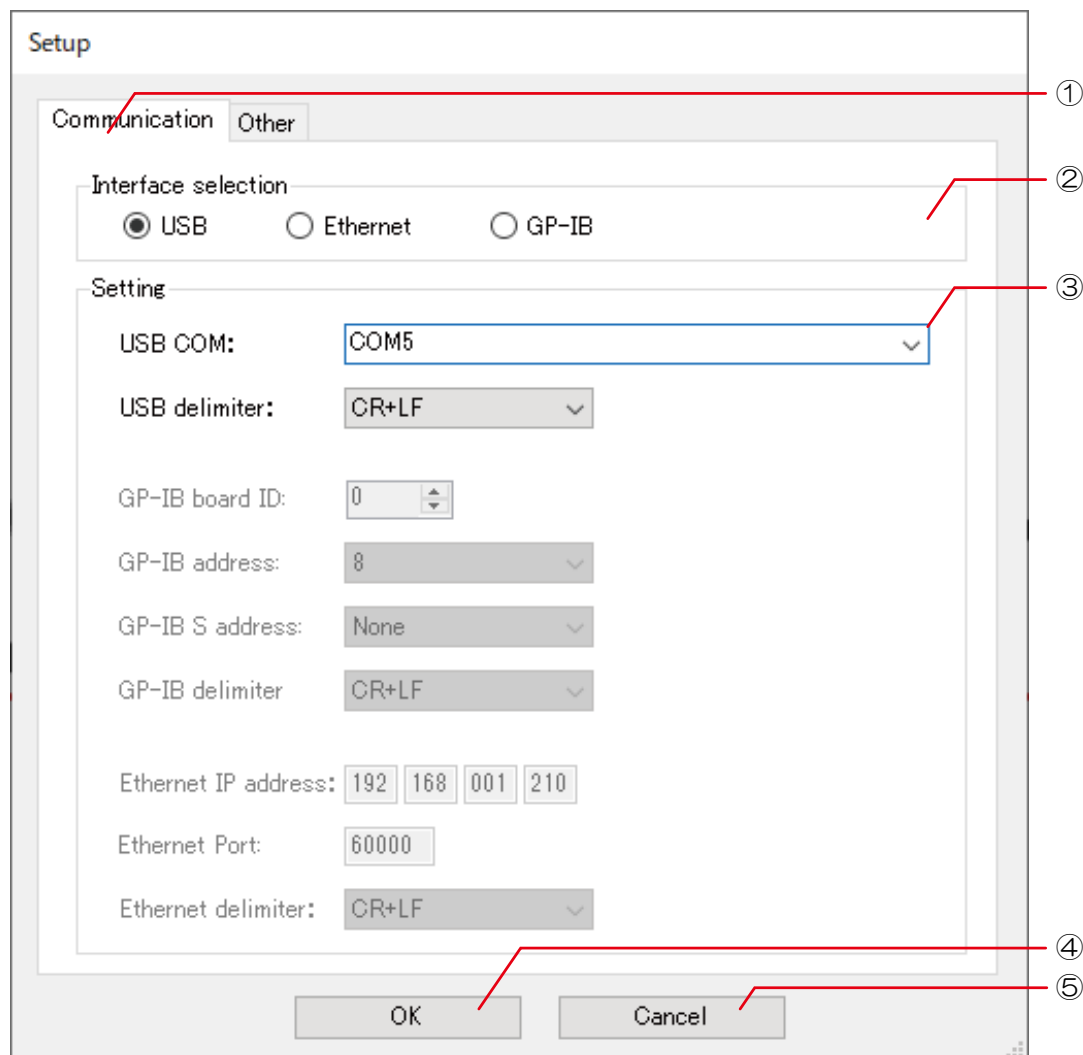 Setup
①
Communication Other
②
Interface selection
USB Ethernet GP-IB
③
Setting
USB COM: COM5
USB delimiter: CR+LF
GP-IB board ID: 0
GP-IB address: 8
GP-IB S address: None
GP-IB delimiter CR+LF
Ethernet IP address: 192 168 001 210
Ethernet Port: 60000
Ethernet delimiter: CR+LF
④
⑤
OK Cancel